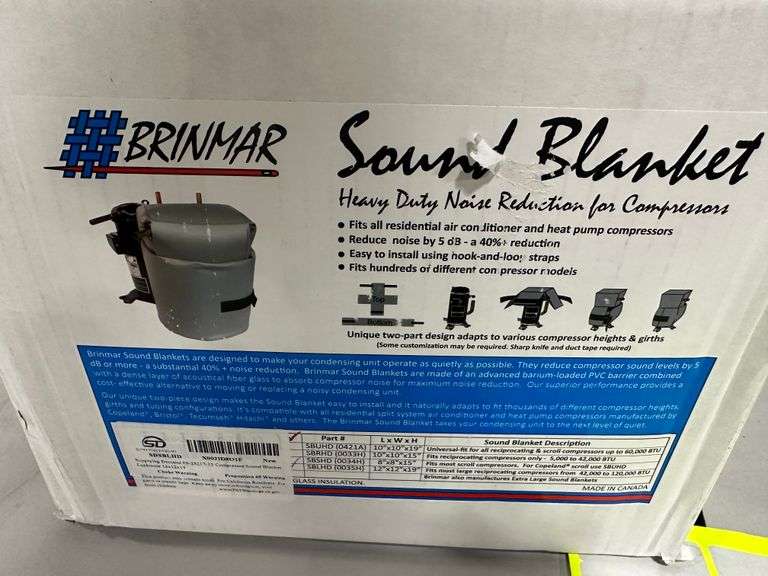 BRINMAR
Sound Blanket
Heavy Duty Noise Reduction for Compressors
• Fits all residential air conditioner and heat pump compressors
• Reduce noise by 5 dB - a 40%+ reduction
• Easy to install using hook-and-loop straps
• Fits hundreds of different compressor models
Top
Bottom
Unique two-part design adapts to various compressor heights & girths
(Some customization may be required. Sharp knife and duct tape required)
Brinmar Sound Blankets are designed to make your condensing unit operate as quietly as possible. They reduce compressor sound levels by 5
dB or more - a substantial 40% + noise reduction. Brinmar Sound Blankets are made of an advanced barium-loaded PVC barrier combined
with a dense layer of acoustical fiber glass to absorb compressor noise for maximum noise reduction. Our superior performance provides a
cost-effective alternative to moving or replacing a noisy condensing unit.
Our unique two-piece design makes the Sound Blanket easy to install and it naturally adapts to fit thousands of different compressor heights,
girths and tubing configurations. It's compatible with all residential split system air conditioner and heat pump compressors manufactured by
Copeland®, Bristol®, Tecumseh® Hitachi® and others. The Brinmar Sound Blanket takes your condensing unit to the next level of quiet.
Part # L x W x H Sound Blanket Description
SBUHD (0421A) 10"x10"x19" Universal-fits for all reciprocating & scroll compressors up to 60,000 BTU
SBRHD (0033H) 10"x10"x15" Fits reciprocating compressors only - 5,000 to 42,000 BTU
SBSHD (0034H) 8"x8"x15" Fits most scroll compressors. For Copeland® scroll use SBUHD
SBLHD (0035H) 12"x12"x19" Fits most large reciprocating compressors from 42,000 to 120,000 BTU
Brinmar also manufactures Extra Large Sound Blankets
GLASS INSULATION.
MADE IN CANADA
SD
MDSBLHD
New